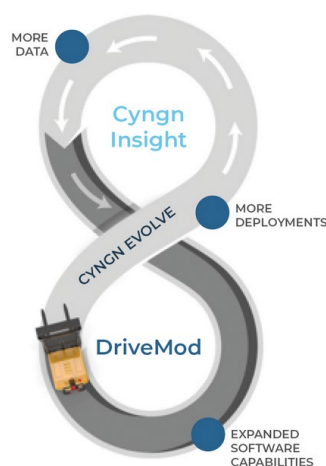 MORE
DATA
Cyngn
Insight
MORE
DEPLOYMENTS
CYNGN EVOLVE
DriveMod
EXPANDED
SOFTWARE
CAPABILITIES